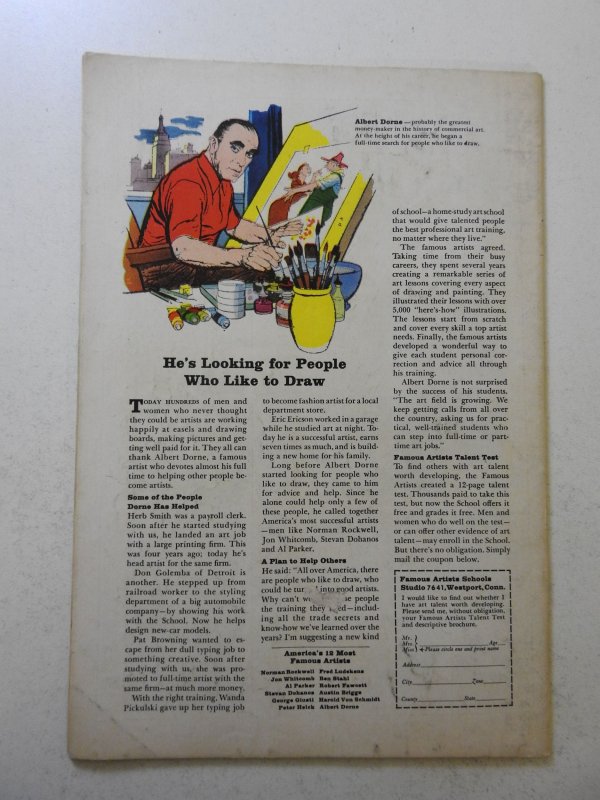 Albert Dorne — probably the greatest
money-maker in the history of commercial art.
At the height of his career, he began a
full-time search for people who like to draw.
He's Looking for People
Who Like to Draw
TODAY HUNDREDS of men and
women who never thought
they could be artists are working
happily at easels and drawing
boards, making pictures and get-
ting well paid for it. They all can
thank Albert Dorne, a famous
artist who devotes almost his full
time to helping other people be-
come artists.
Some of the People
Dorne Has Helped
Herb Smith was a payroll clerk.
Soon after he started studying
with us, he landed an art job
with a large printing firm. This
was four years ago; today he's
head artist for the same firm.
Don Golemba of Detroit is
another. He stepped up from
railroad worker to the styling
department of a big automobile
company—by showing his work
with the School. Now he helps
design new-car models.
Pat Browning wanted to es-
cape from her dull typing job to
something creative. Soon after
studying with us, she was pro-
moted to full-time artist with the
same firm—at much more money.
With the right training, Wanda
Pickulski gave up her typing job
to become fashion artist for a local
department store.
Eric Ericson worked in a garage
while he studied art at night. To-
day he is a successful artist, earns
seven times as much, and is build-
ing a new home for his family.
Long before Albert Dorne
started looking for people who
like to draw, they came to him
for advice and help. Since he
alone could help only a few of
these people, he called together
America's most successful artists
—men like Norman Rockwell,
Jon Whitcomb, Stevan Dohanos
and Al Parker.
A Plan to Help Others
He said: "All over America, there
are people who like to draw, who
could be tur into good artists.
Why can't w se people
the training they ed—includ-
ing all the trade secrets and
know-how we've learned over the
years? I'm suggesting a new kind
America's 12 Most
Famous Artists
Norman Rockwell Fred Ludekens
Jon Whitcomb Ben Stahl
Al Parker Robert Fawcett
Stevan Dohanos Austin Briggs
George Giusti Harold Von Schmidt
Peter Helck Albert Dorne
of school—a home-study art school
that would give talented people
the best professional art training,
no matter where they live."
The famous artists agreed.
Taking time from their busy
careers, they spent several years
creating a remarkable series of
art lessons covering every aspect
of drawing and painting. They
illustrated their lessons with over
5,000 "here's-how" illustrations.
The lessons start from scratch
and cover every skill a top artist
needs. Finally, the famous artists
developed a wonderful way to
give each student personal cor-
rection and advice all through
his training.
Albert Dorne is not surprised
by the success of his students.
"The art field is growing. We
keep getting calls from all over
the country, asking us for prac-
tical, well-trained students who
can step into full-time or part-
time art jobs."
Famous Artists Talent Test
To find others with art talent
worth developing, the Famous
Artists created a 12-page talent
test. Thousands paid to take this
test, but now the School offers it
free and grades it free. Men and
women who do well on the test—
or can offer other evidence of art
talent—may enroll in the School.
But there's no obligation. Simply
mail the coupon below.
Famous Artists Schools
Studio 7641, Westport, Conn.
I would like to find out whether I
have art talent worth developing.
Please send me, without obligation,
your Famous Artists Talent Test
and descriptive brochure.
Mr.
Mrs. Age
Miss Please circle one and print name
Address
City Zone
County State